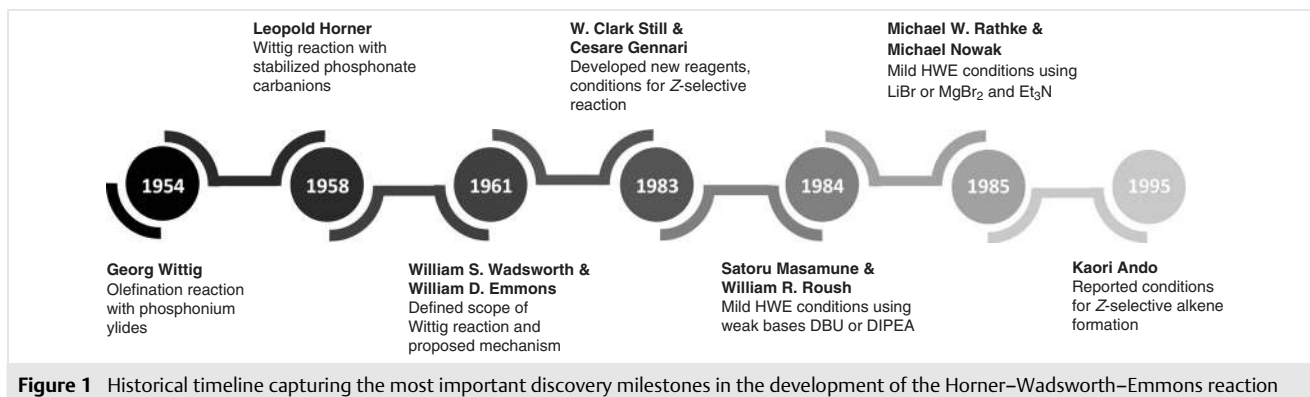 Leopold Horner
Wittig reaction with
stabilized phosphonate
carbanions
W. Clark Still &
Cesare Gennari
Developed new reagents,
conditions for Z-selective
reaction
Michael W. Rathke &
Michael Nowak
Mild HWE conditions using
LiBr or MgBr₂ and Et₃N
1954
1958
1961
1983
1984
1985
1995
Georg Wittig
Olefination reaction
with phosphonium
ylides
William S. Wadsworth &
William D. Emmons
Defined scope of
Wittig reaction and
proposed mechanism
Satoru Masamune &
William R. Roush
Mild HWE conditions using
weak bases DBU or DIPEA
Kaori Ando
Reported conditions
for Z-selective alkene
formation
Figure 1 Historical timeline capturing the most important discovery milestones in the development of the Horner–Wadsworth–Emmons reaction